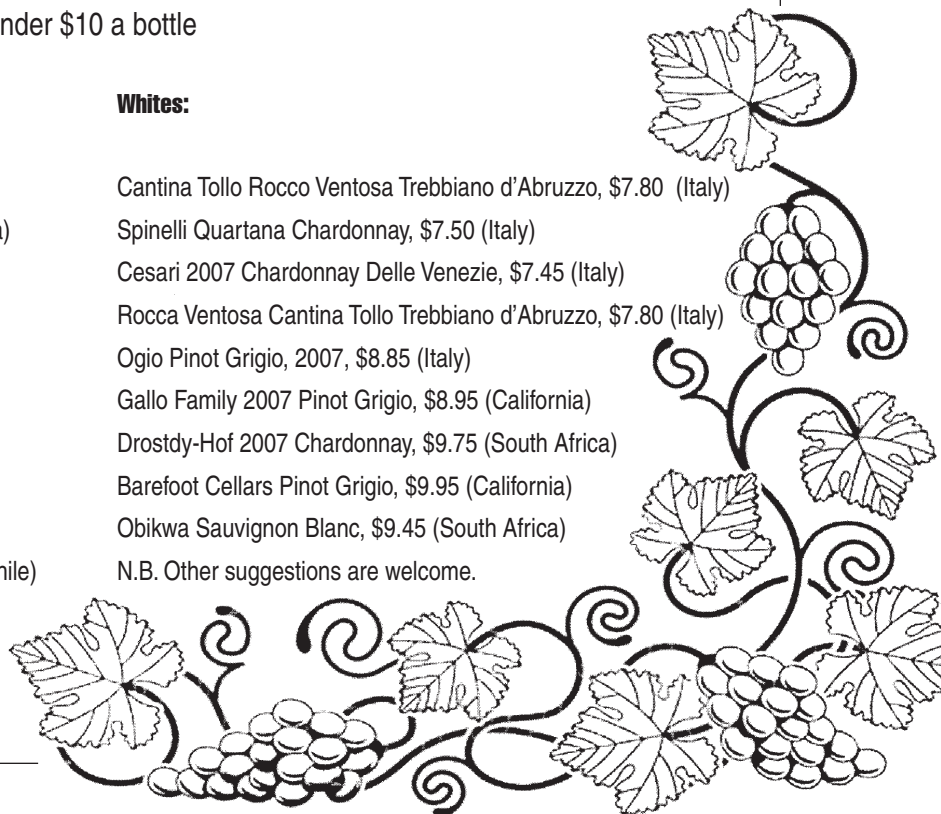 nder $10 a bottle
Whites:
Cantina Tollo Rocco Ventosa Trebbiano d'Abruzzo, $7.80 (Italy)
Spinelli Quartana Chardonnay, $7.50 (Italy)
Cesari 2007 Chardonnay Delle Venezie, $7.45 (Italy)
Rocca Ventosa Cantina Tollo Trebbiano d'Abruzzo, $7.80 (Italy)
Ogio Pinot Grigio, 2007, $8.85 (Italy)
Gallo Family 2007 Pinot Grigio, $8.95 (California)
Drostdy-Hof 2007 Chardonnay, $9.75 (South Africa)
Barefoot Cellars Pinot Grigio, $9.95 (California)
Obikwa Sauvignon Blanc, $9.45 (South Africa)
hile) N.B. Other suggestions are welcome.